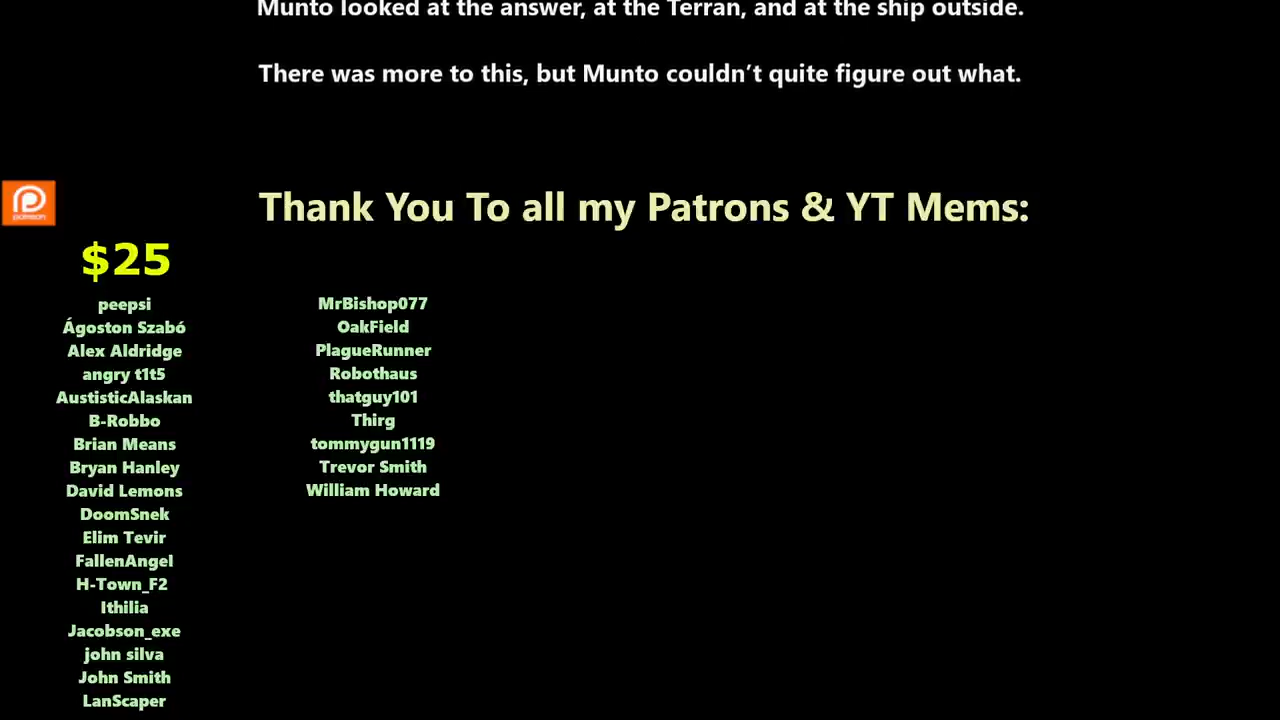 Munto looked at the answer, at the Terran, and at the ship outside.
There was more to this, but Munto couldn’t quite figure out what.
Thank You To all my Patrons & YT Mems:
patreon
$25
peepsi
Ágoston Szabó
Alex Aldridge
angry t1t5
AustisticAlaskan
B-Robbo
Brian Means
Bryan Hanley
David Lemons
DoomSnek
Elim Tevir
FallenAngel
H-Town_F2
Ithilia
Jacobson_exe
john silva
John Smith
LanScaper
MrBishop077
OakField
PlagueRunner
Robothaus
thatguy101
Thirg
tommygun1119
Trevor Smith
William Howard